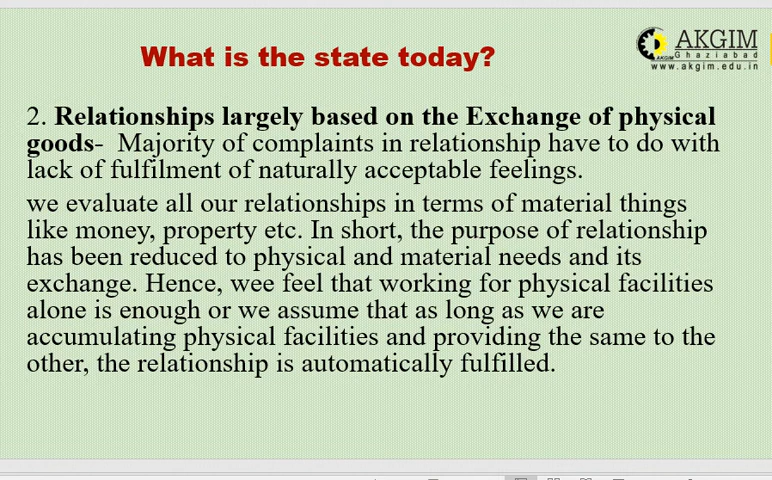 What is the state today?
AKGIM
Ghaziabad
AKGIM
www.akgim.edu.in
2. Relationships largely based on the Exchange of physical
goods-  Majority of complaints in relationship have to do with
lack of fulfilment of naturally acceptable feelings.
we evaluate all our relationships in terms of material things
like money, property etc. In short, the purpose of relationship
has been reduced to physical and material needs and its
exchange. Hence, wee feel that working for physical facilities
alone is enough or we assume that as long as we are
accumulating physical facilities and providing the same to the
other, the relationship is automatically fulfilled.